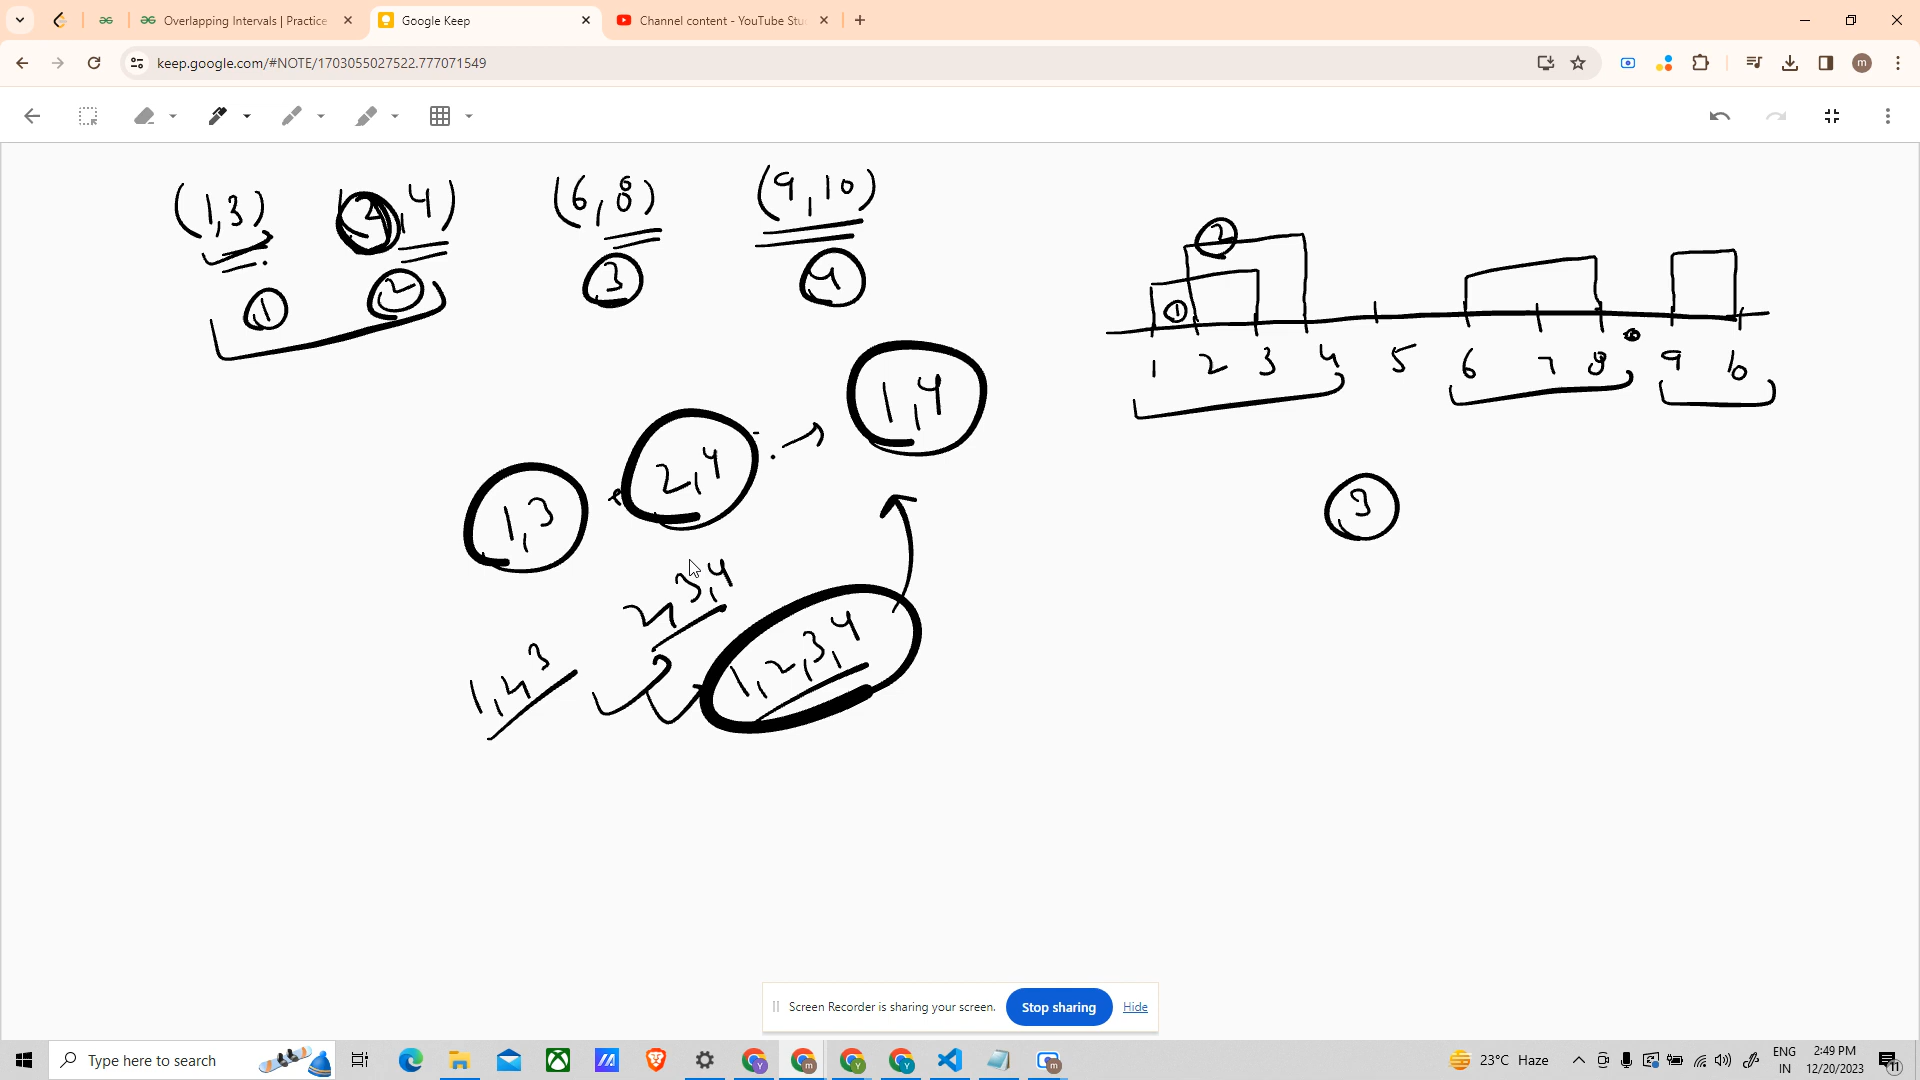 Overlapping Intervals | Practice
Google Keep
Channel content - YouTube Stu
keep.google.com/#NOTE/1703055027522.777071549
m
(1,3)
,4)
(6,8)
(9,10)
1
2
3
4
2
1
1 2 3 4 5 6 7 8 9 10
1,4
2,4
1,3
3
3,4
1,2,3,4
Screen Recorder is sharing your screen.
Stop sharing
Hide
Type here to search
23°C Haze
ENG
IN
2:49 PM
12/20/2023
11